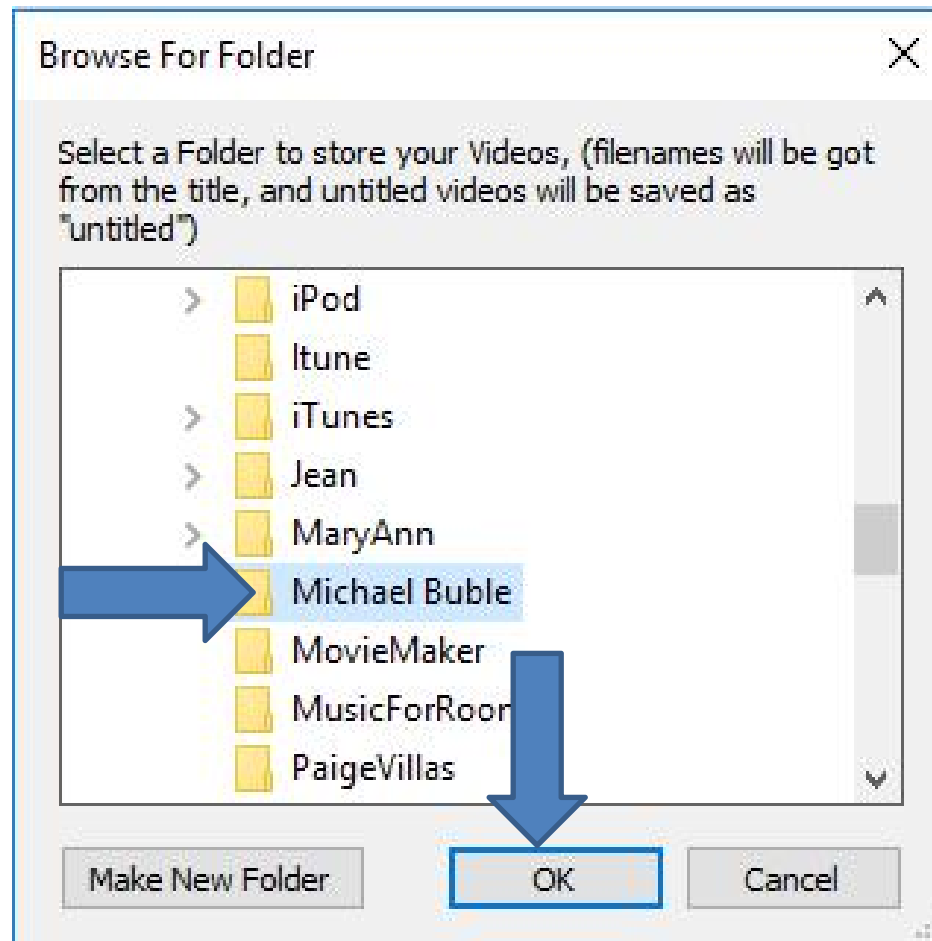 Browse For Folder
Select a Folder to store your Videos, (filenames will be got
from the title, and untitled videos will be saved as
"untitled")
iPod
Itune
iTunes
Jean
MaryAnn
Michael Buble
MovieMaker
PaigeVillas
Make New Folder
OK
Cancel